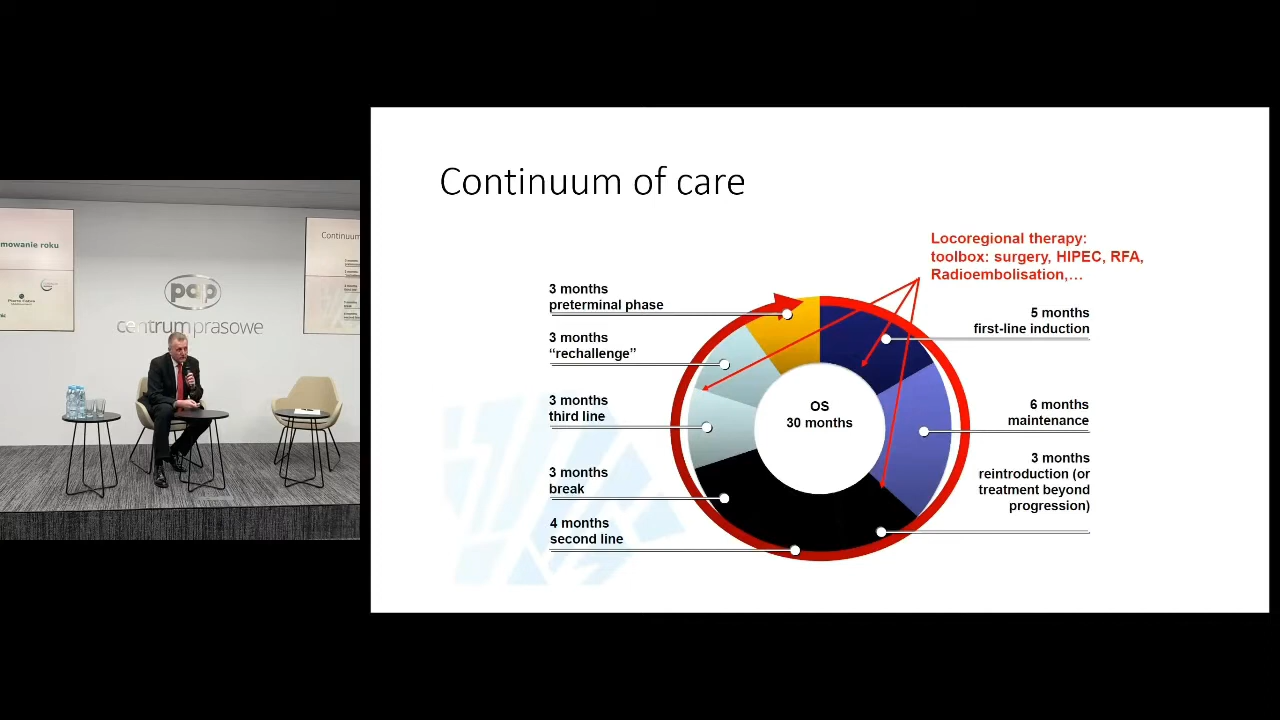 mowanie roku
Continuum
pap
centrumprasowe
Continuum of care
Locoregional therapy:
toolbox: surgery, HIPEC, RFA,
Radioembolisation,…
3 months
preterminal phase
3 months
“rechallenge”
3 months
third line
3 months
break
4 months
second line
OS
30 months
5 months
first-line induction
6 months
maintenance
3 months
reintroduction (or
treatment beyond
progression)